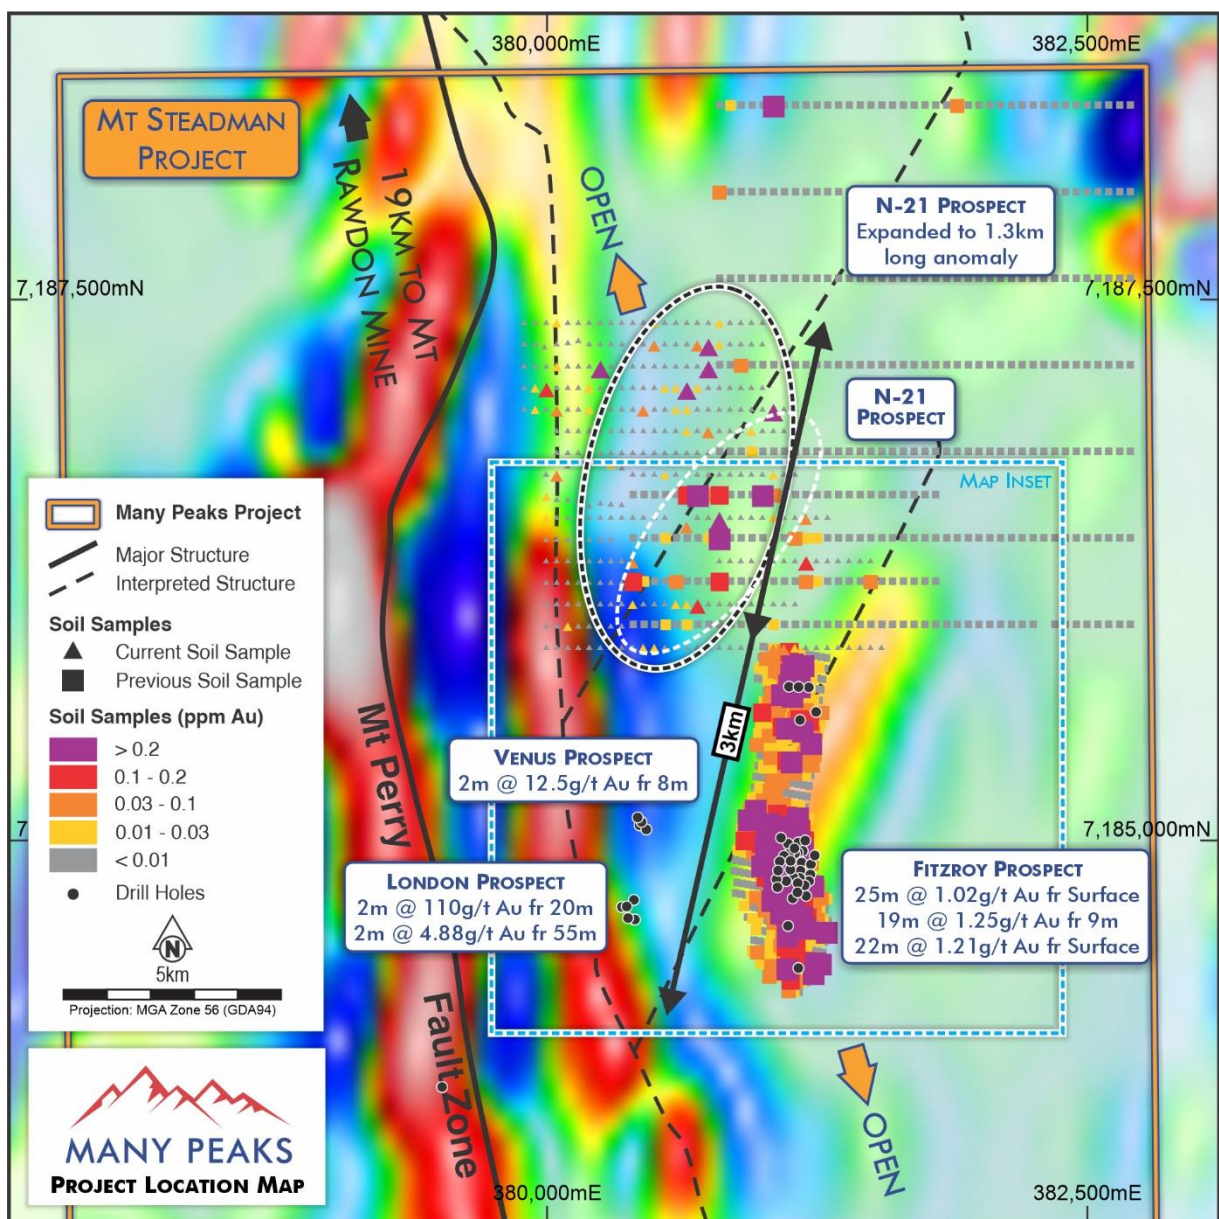 380,000mE
382,500mE
MT STEADMAN
PROJECT
19KM TO MT
RAWDON MINE
OPEN
N-21 PROSPECT
Expanded to 1.3km
long anomaly
7,187,500mN
7,187,500mN
N-21
PROSPECT
MAP INSET
Many Peaks Project
Major Structure
Interpreted Structure
Soil Samples
Current Soil Sample
Previous Soil Sample
Soil Samples (ppm Au)
> 0.2
0.1 - 0.2
0.03 - 0.1
0.01 - 0.03
< 0.01
Drill Holes
N
5km
Projection: MGA Zone 56 (GDA94)
3km
Mt Perry
Fault Zone
VENUS PROSPECT
2m @ 12.5g/t Au fr 8m
7
7,185,000mN
LONDON PROSPECT
2m @ 110g/t Au fr 20m
2m @ 4.88g/t Au fr 55m
FITZROY PROSPECT
25m @ 1.02g/t Au fr Surface
19m @ 1.25g/t Au fr 9m
22m @ 1.21g/t Au fr Surface
OPEN
MANY PEAKS
PROJECT LOCATION MAP
380,000mE
382,500mE